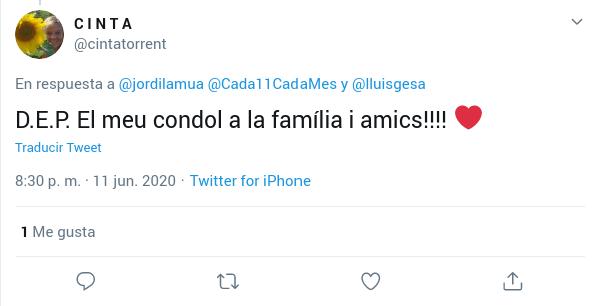 CINTA
@cintatorrent
En respuesta a @jordilamua @Cada11CadaMes y @lluisgesa
D.E.P. El meu condol a la família i amics!!!! ❤️
Traducir Tweet
8:30 p. m. · 11 jun. 2020 · Twitter for iPhone
1 Me gusta